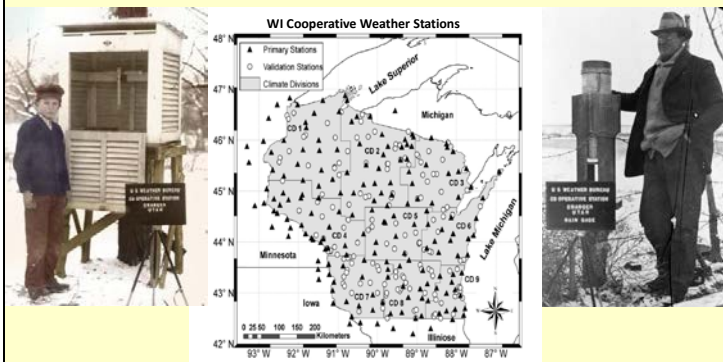 WI Cooperative Weather Stations
48° N
47° N
46° N
45° N
44° N
43° N
42° N
Primary Stations
Validation Stations
Climate Divisions
Lake Superior
Michigan
CD 1
CD 2
CD 3
CD 4
CD 5
CD 6
Lake Michigan
Minnesota
CD 7
CD 8
CD 9
Iowa
Illiniose
0 25 50 100 150 200
Kilometers
93° W
92° W
91° W
90° W
89° W
88° W
87° W
U S WEATHER BUREAU
CO OPERATIVE STATION
GRANGER
UTAH
U S WEATHER BUREAU
CO OPERATIVE STATION
GRANGER
UTAH
RAIN GAGE